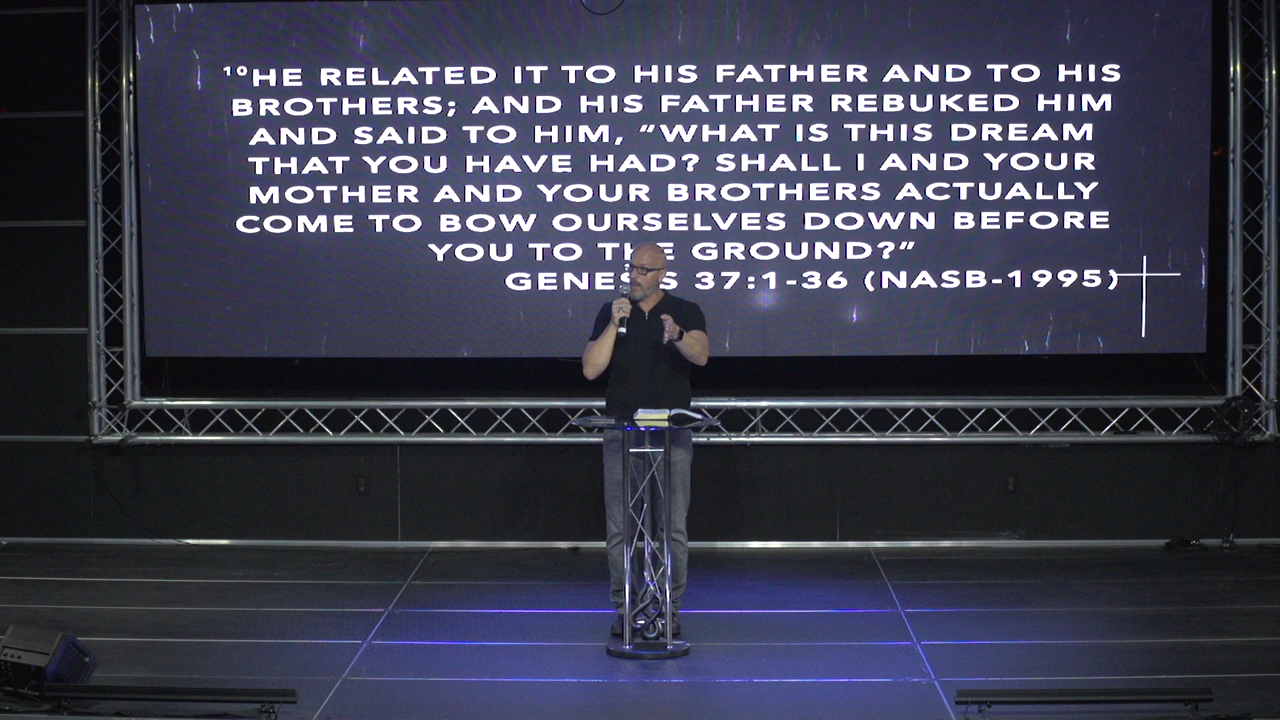 ¹⁰HE RELATED IT TO HIS FATHER AND TO HIS
BROTHERS; AND HIS FATHER REBUKED HIM
AND SAID TO HIM, “WHAT IS THIS DREAM
THAT YOU HAVE HAD? SHALL I AND YOUR
MOTHER AND YOUR BROTHERS ACTUALLY
COME TO BOW OURSELVES DOWN BEFORE
YOU TO THE GROUND?”
GENESIS 37:1-36 (NASB-1995)